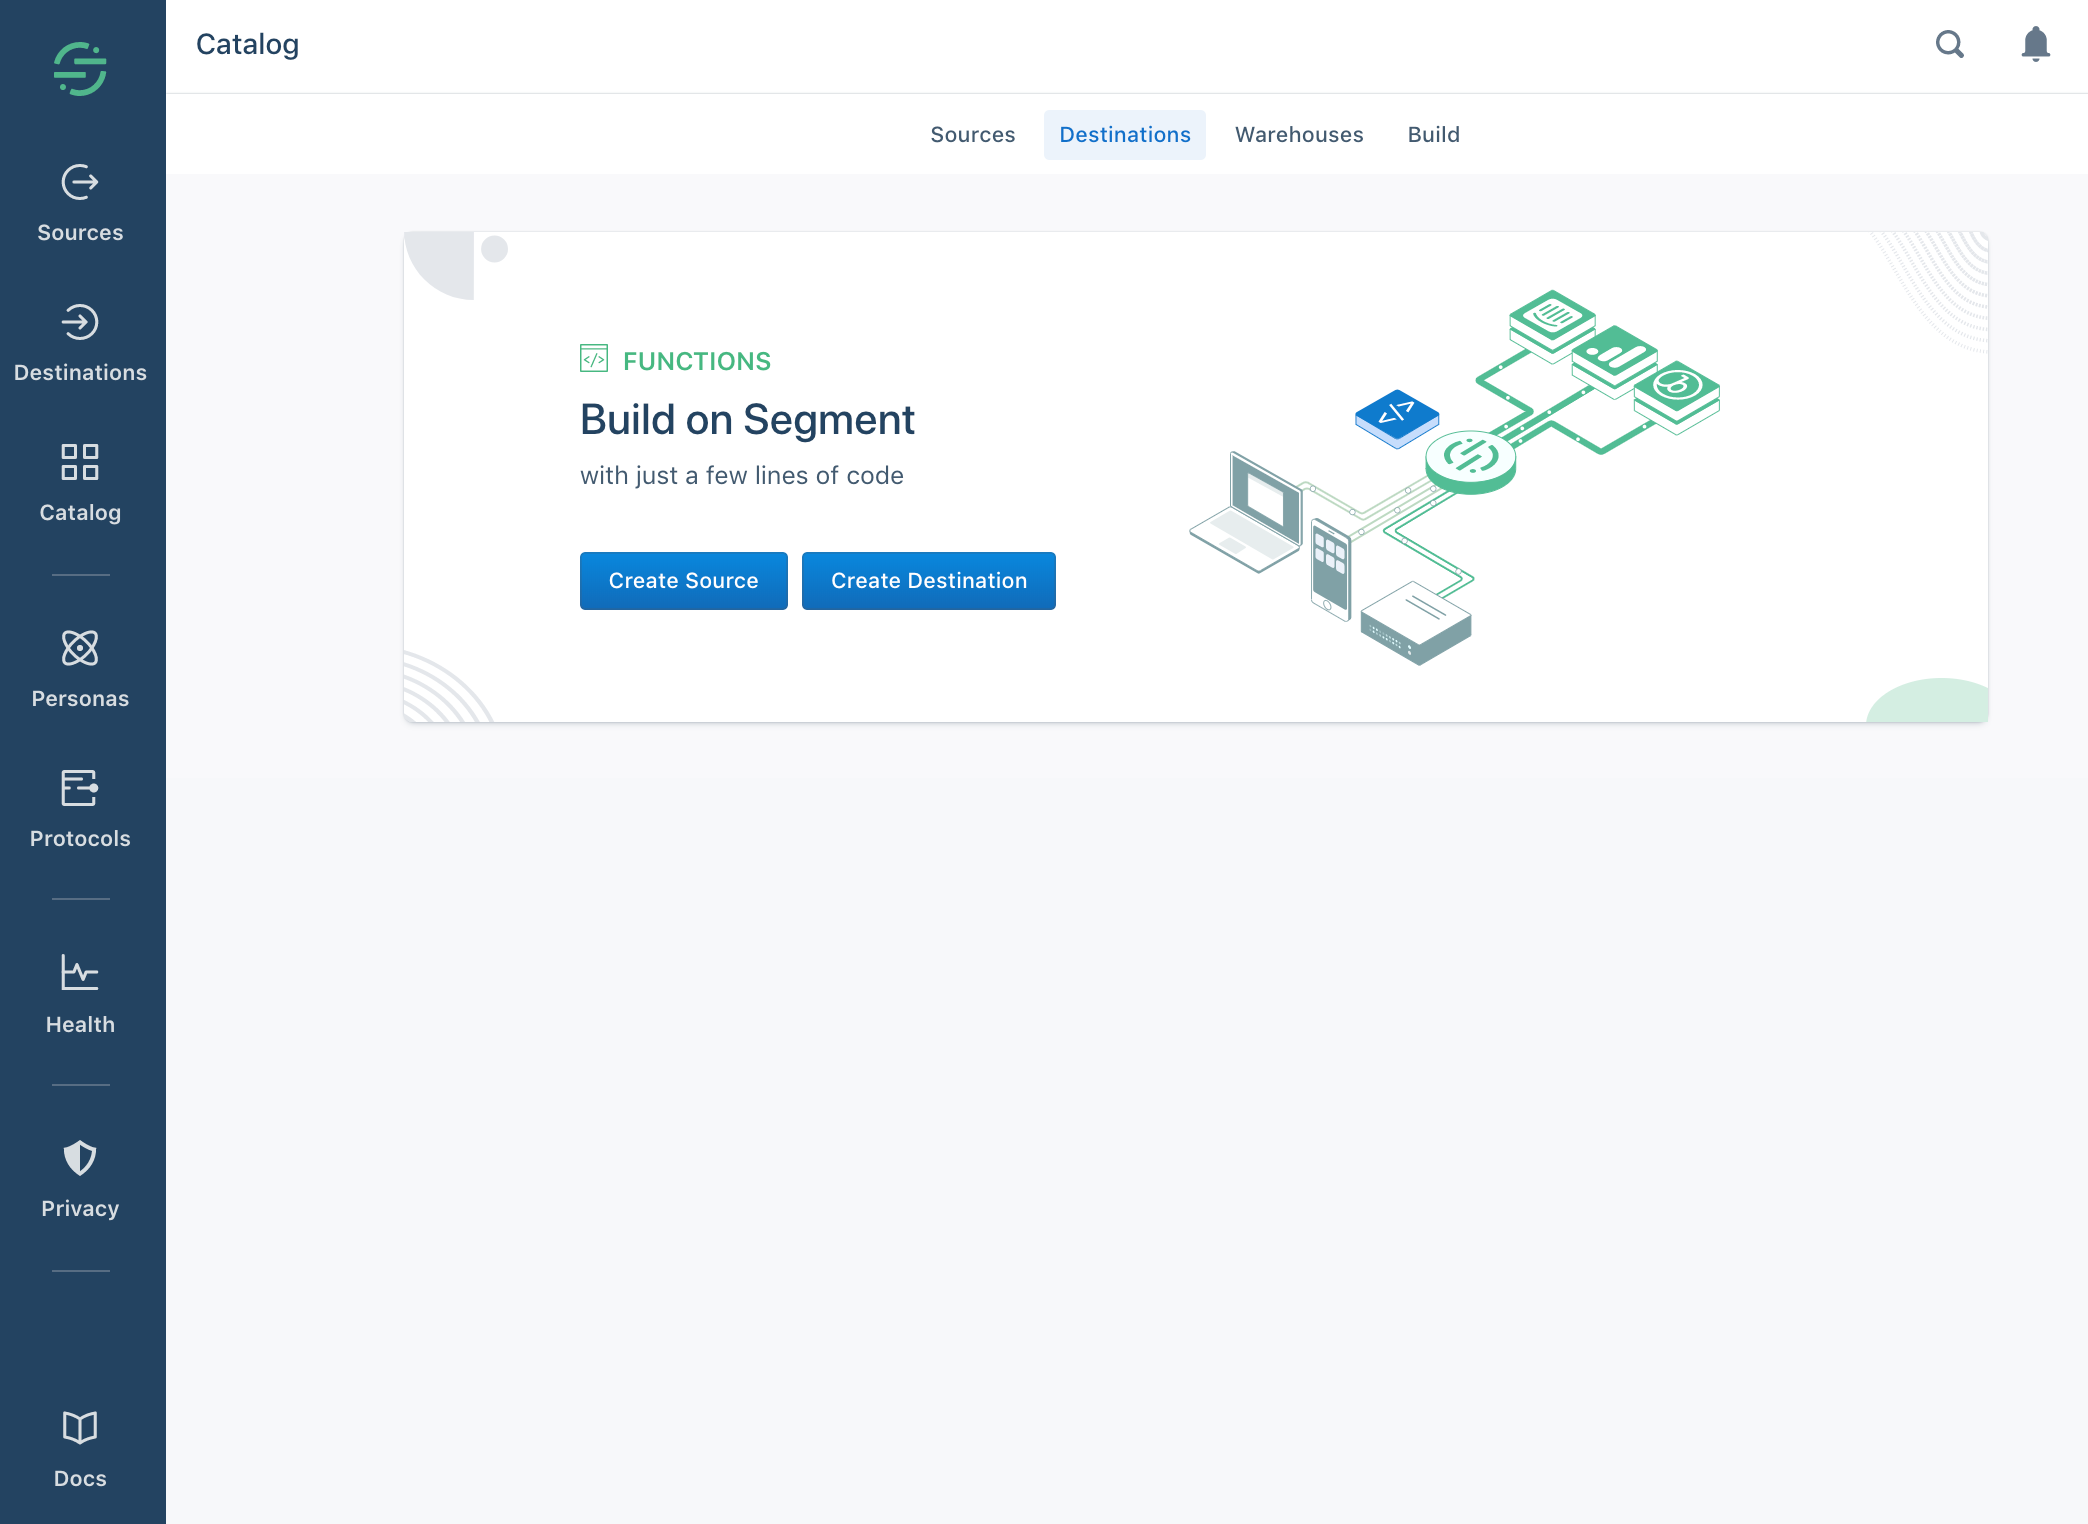 Catalog
Sources
Destinations
Warehouses
Build
Sources
Destinations
Catalog
Personas
Protocols
Health
Privacy
Docs
</> FUNCTIONS
Build on Segment
with just a few lines of code
Create Source
Create Destination
</>